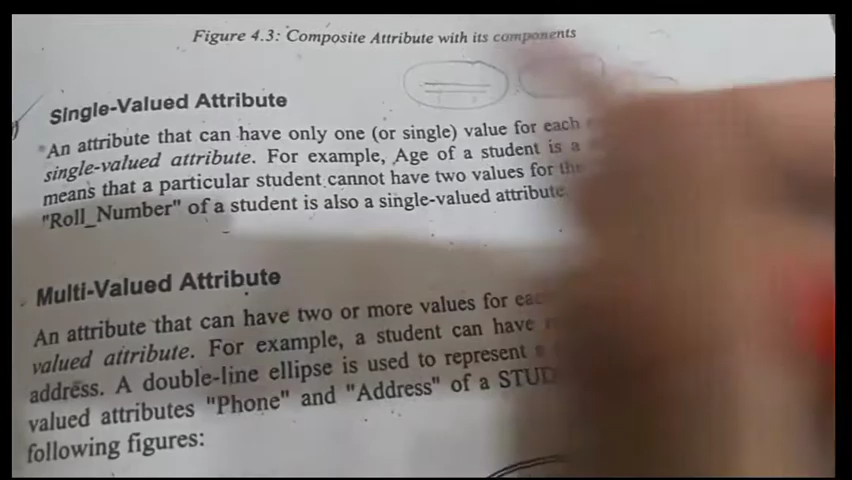 Figure 4.3: Composite Attribute with its components
Single-Valued Attribute
An attribute that can have only one (or single) value for each
single-valued attribute. For example, Age of a student is a
means that a particular student cannot have two values for the
"Roll_Number" of a student is also a single-valued attribute.
Multi-Valued Attribute
An attribute that can have two or more values for
valued attribute. For example, a student can have
address. A double-line ellipse is used to represent a
valued attributes "Phone" and "Address" of a
following figures: